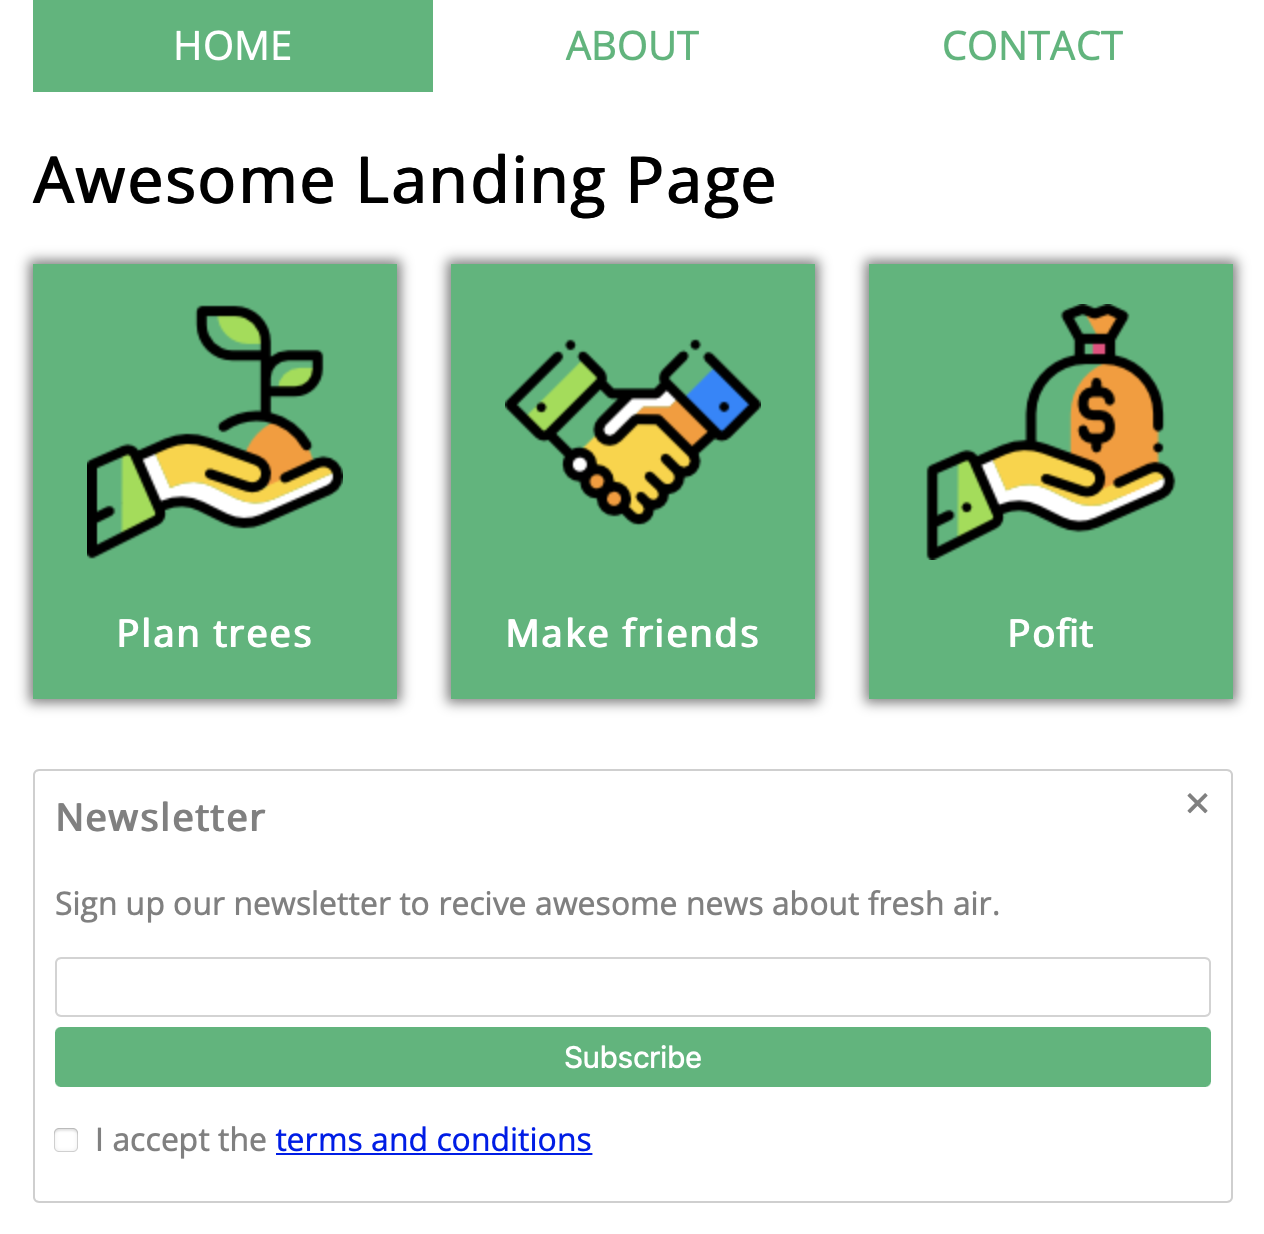 HOME ABOUT CONTACT
Awesome Landing Page
$
Plan trees Make friends Pofit
Newsletter ×
Sign up our newsletter to recive awesome news about fresh air.
Subscribe
I accept the terms and conditions